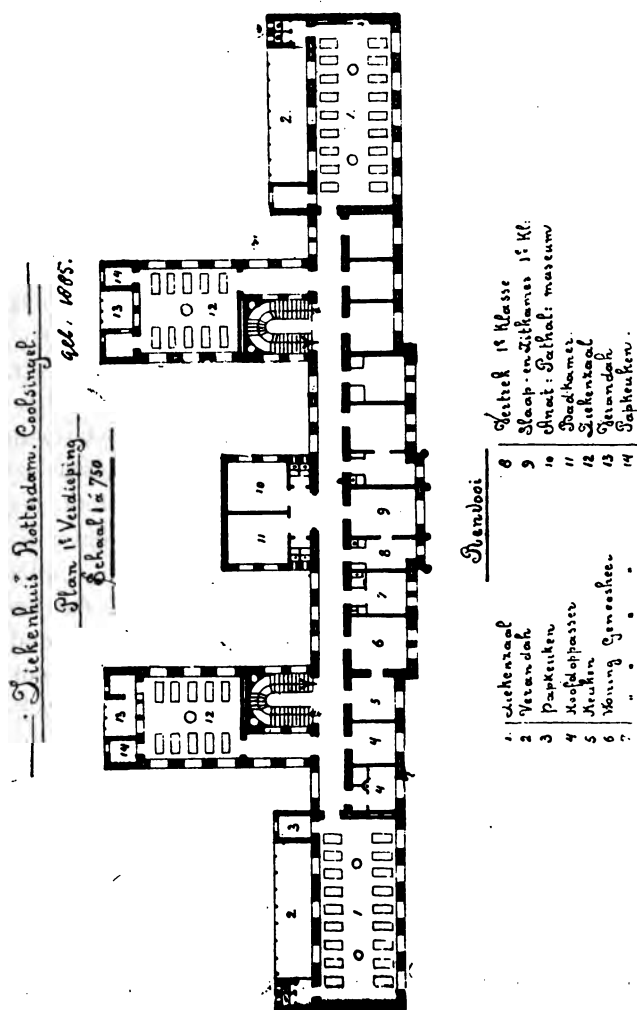 Ziekenhuis Rotterdam. Coolsingel.
geb. 1885.
Plan 1e Verdieping
Schaal 1 à 750
2
1
3
4
4
5
6
7
8
9
14
13
12
11
10
13
14
12
2
1
Renvooi
1. Ziekenzaal
2 Verandah
3 Papkeuken
4 Hoofdoppasser
5 Keuken
6 Woning Geneesheer
7 " " " "
8 Vertrek 1e Klasse
9 Slaap- en Zitkamer 1e Kl:
10 Anat: Pathal: museum
11 Badkamer.
12 Ziekenzaal
13 Verandah
14 Papkeuken.